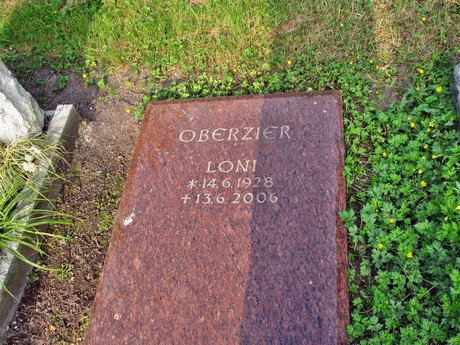 OBERZIER
LONI
*14.6.1928
†13.6.2006